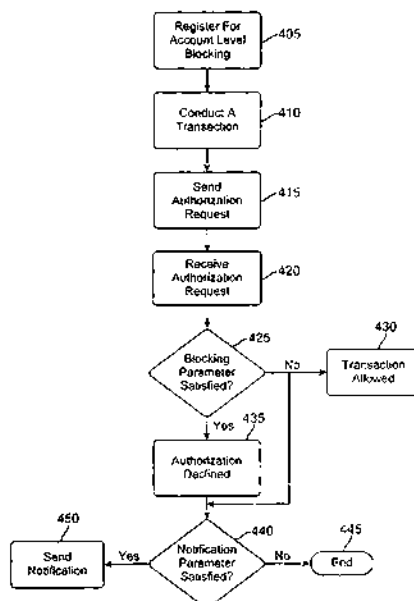 Register For
Account Level
Blocking
405
Conduct A
Transaction
410
Send
Authorization
Request
415
Receive
Authorization
Request
420
425
Blocking
Parameter
Satisfied?
No
430
Transaction
Allowed
Yes
435
Authorization
Declined
440
Notification
Parameter
Satisfied?
Yes
450
Send
Notification
No
445
End